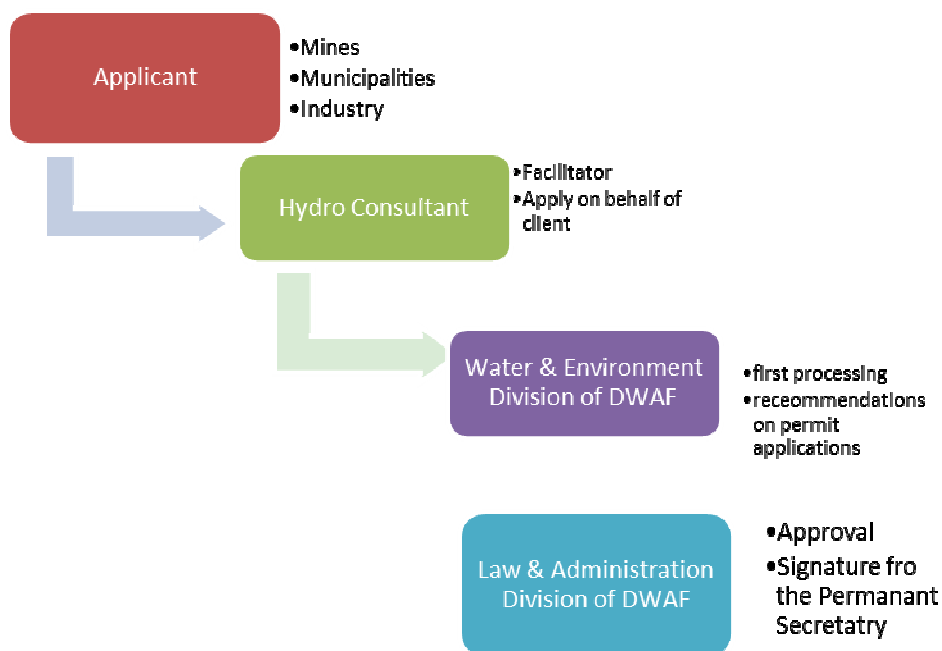 Applicant
•Mines
•Municipalities
•Industry
Hydro Consultant
•Facilitator
•Apply on behalf of
client
Water & Environment
Division of DWAF
•first processing
•receommendations
on permit
applications
Law & Administration
Division of DWAF
•Approval
•Signature fro
the Permanant
Secretatry